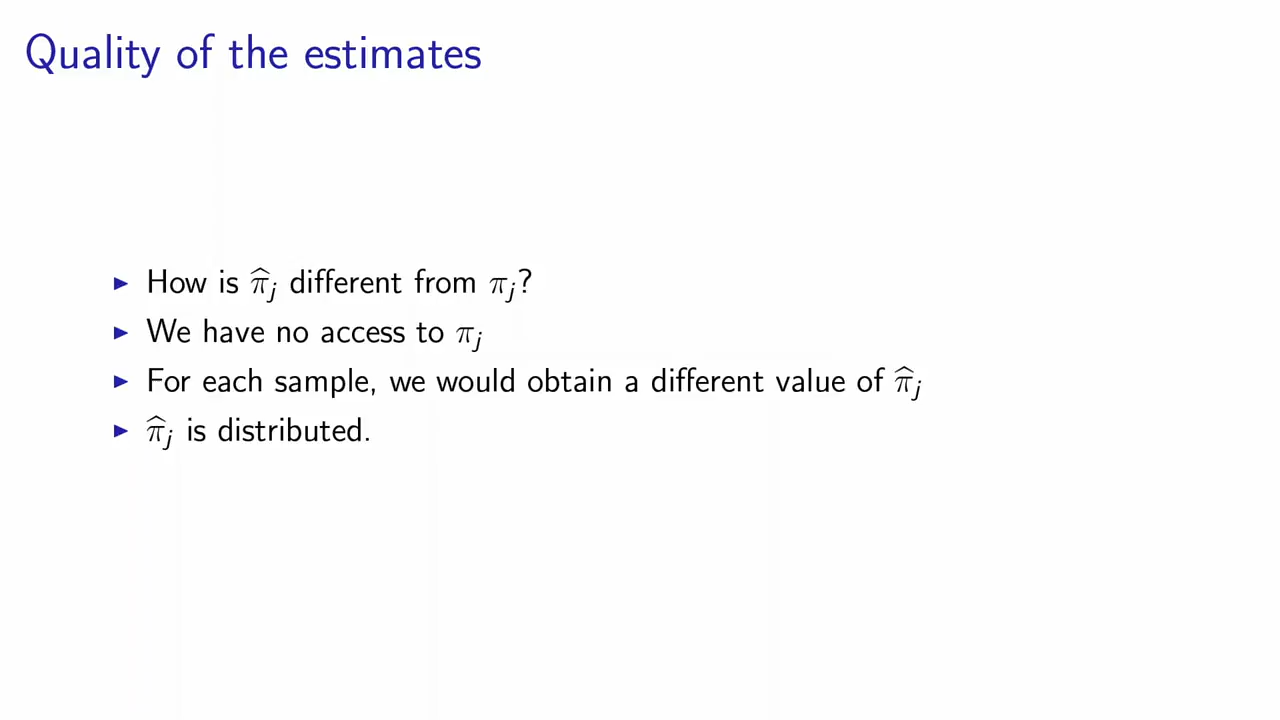 Quality of the estimates
▶ How is π̂ⱼ different from πⱼ?
▶ We have no access to πⱼ
▶ For each sample, we would obtain a different value of π̂ⱼ
▶ π̂ⱼ is distributed.